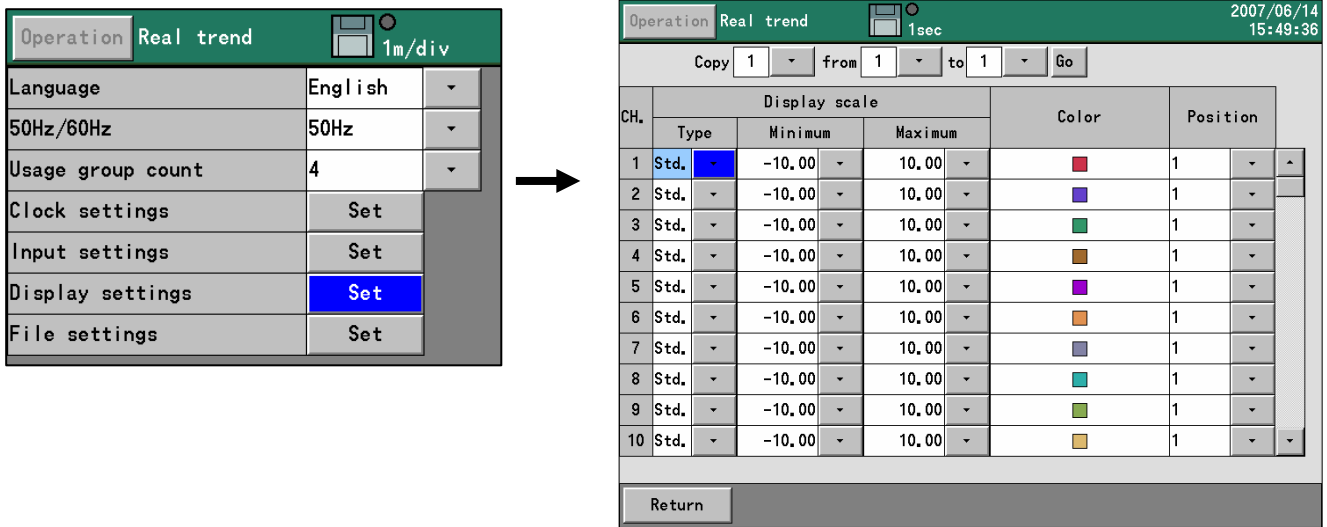 Operation Real trend 1m/div
Language English
50Hz/60Hz 50Hz
Usage group count 4
Clock settings Set
Input settings Set
Display settings Set
File settings Set
Operation Real trend 1sec 2007/06/14
15:49:36
Copy 1 from 1 to 1 Go
CH. Display scale Color Position
Type Minimum Maximum
1 Std. -10.00 10.00 1
2 Std. -10.00 10.00 1
3 Std. -10.00 10.00 1
4 Std. -10.00 10.00 1
5 Std. -10.00 10.00 1
6 Std. -10.00 10.00 1
7 Std. -10.00 10.00 1
8 Std. -10.00 10.00 1
9 Std. -10.00 10.00 1
10 Std. -10.00 10.00 1
Return